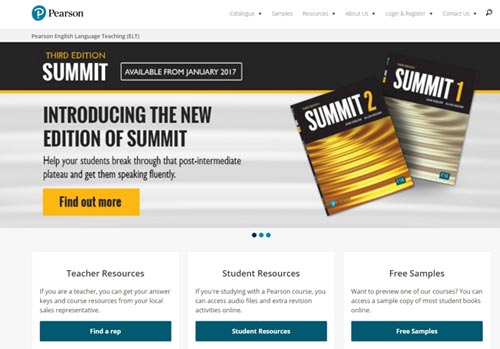 Pearson
Catalogue Samples Resources About Us Login & Register Contact Us
Pearson English Language Teaching (ELT)
THIRD EDITION
SUMMIT
AVAILABLE FROM JANUARY 2017
INTRODUCING THE NEW
EDITION OF SUMMIT
Help your students break through that post-intermediate
plateau and get them speaking fluently.
Find out more
SUMMIT 2
SUMMIT 1
Teacher Resources
If you are a teacher, you can get your answer
keys and course resources from your local
sales representative.
Find a rep
Student Resources
If you're studying with a Pearson course, you
can access audio files and extra revision
activities online.
Student Resources
Free Samples
Want to preview one of our courses? You can
access a sample copy of most student books
online.
Free Samples